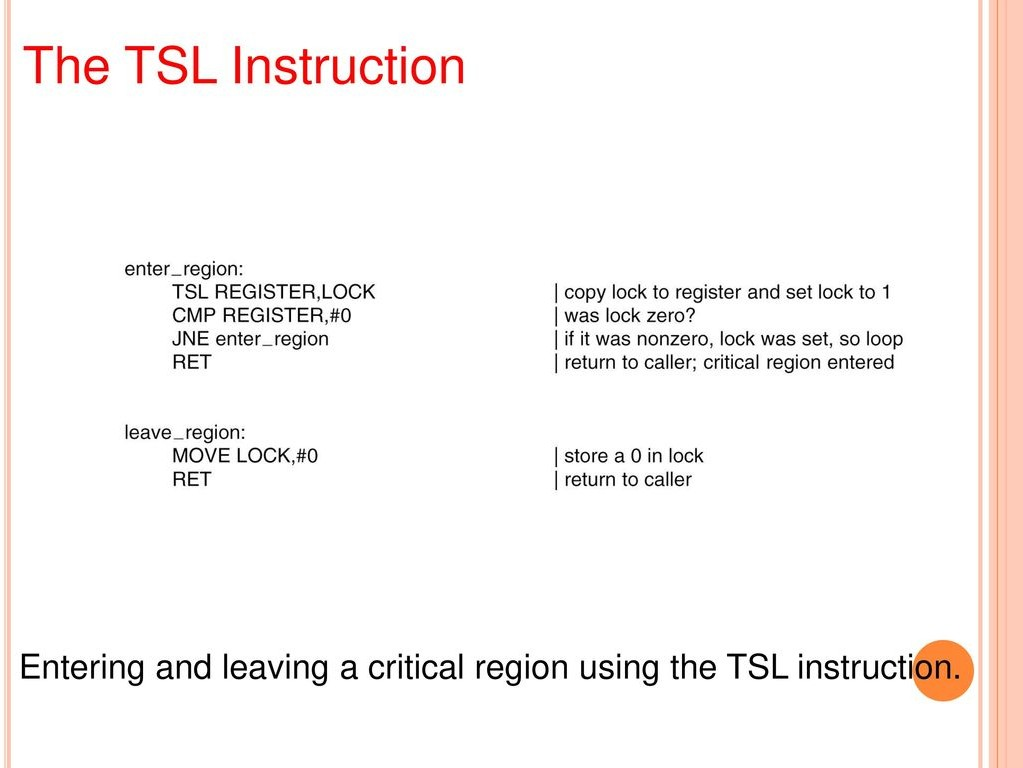 The TSL Instruction
enter_region:
TSL REGISTER,LOCK | copy lock to register and set lock to 1
CMP REGISTER,#0 | was lock zero?
JNE enter_region | if it was nonzero, lock was set, so loop
RET | return to caller; critical region entered
leave_region:
MOVE LOCK,#0 | store a 0 in lock
RET | return to caller
Entering and leaving a critical region using the TSL instruction.